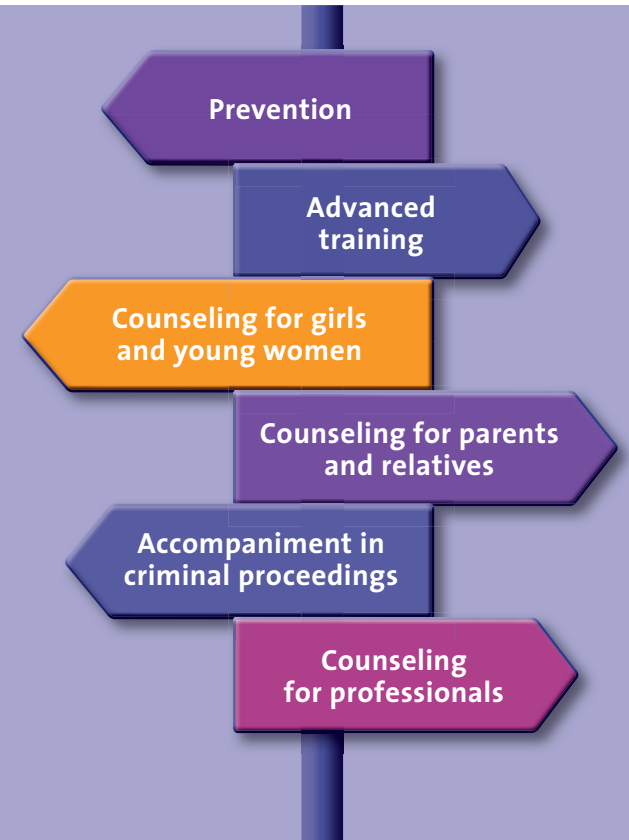 Prevention
Advanced
training
Counseling for girls
and young women
Counseling for parents
and relatives
Accompaniment in
criminal proceedings
Counseling
for professionals